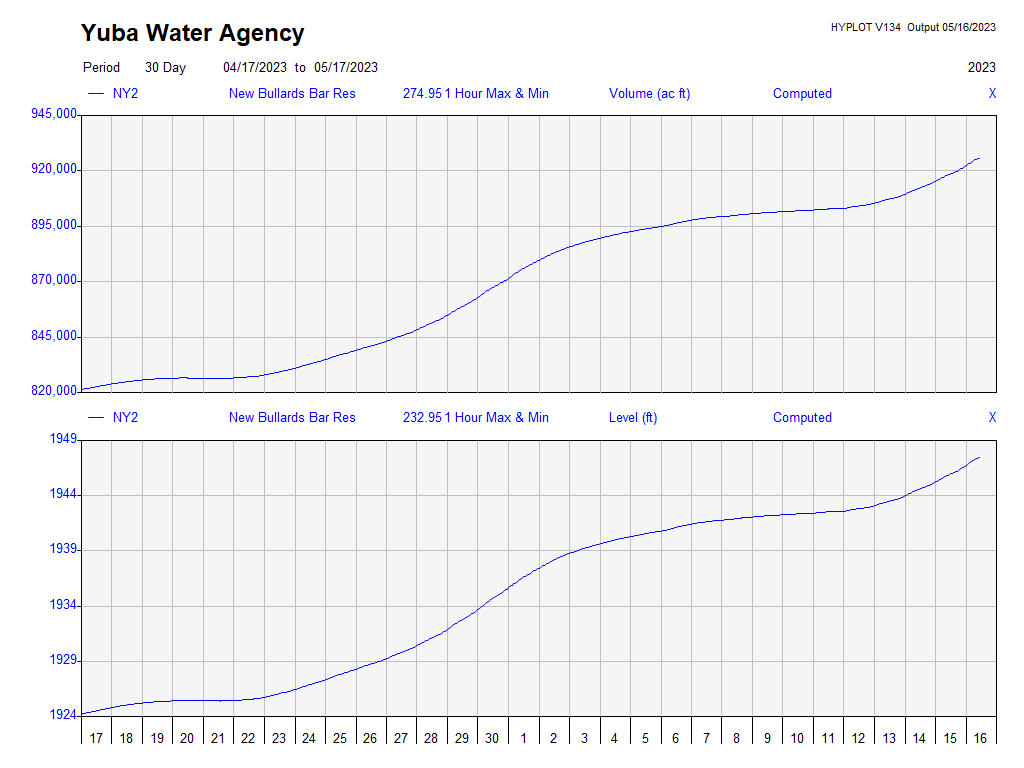 Yuba Water Agency
HYPLOT V134 Output 05/16/2023
Period 30 Day 04/17/2023 to 05/17/2023 2023
NY2 New Bullards Bar Res 274.95 1 Hour Max & Min Volume (ac ft) Computed X
945,000
920,000
895,000
870,000
845,000
820,000
NY2 New Bullards Bar Res 232.95 1 Hour Max & Min Level (ft) Computed X
1949
1944
1939
1934
1929
1924
17 18 19 20 21 22 23 24 25 26 27 28 29 30 1 2 3 4 5 6 7 8 9 10 11 12 13 14 15 16